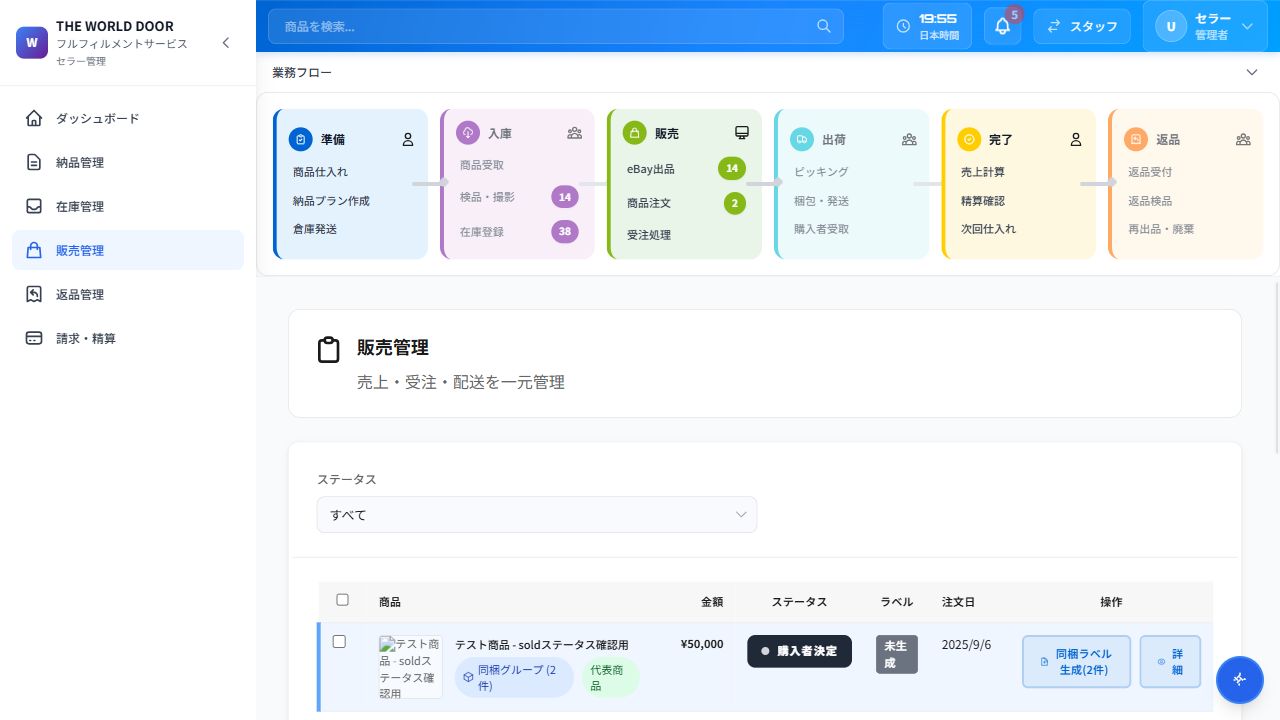 W
THE WORLD DOOR
フルフィルメントサービス
セラー管理
ダッシュボード
納品管理
在庫管理
販売管理
返品管理
請求・精算
商品を検索...
19:55
日本時間
5
スタッフ
U
セラー
管理者
業務フロー
準備
商品仕入れ
納品プラン作成
倉庫発送
入庫
商品受取
検品・撮影
14
在庫登録
38
販売
eBay出品
14
商品注文
2
受注処理
出荷
ピッキング
梱包・発送
購入者受取
完了
売上計算
精算確認
次回仕入れ
返品
返品受付
返品検品
再出品・廃棄
販売管理
売上・受注・配送を一元管理
ステータス
すべて
商品 金額 ステータス ラベル 注文日 操作
テスト商
品 - soldス
テータス確
認用
テスト商品 - soldステータス確認用
同梱グループ (2
件)
代表商
品
¥50,000
購入者決定
未生
成
2025/9/6
同梱ラベル
生成(2件)
詳
細